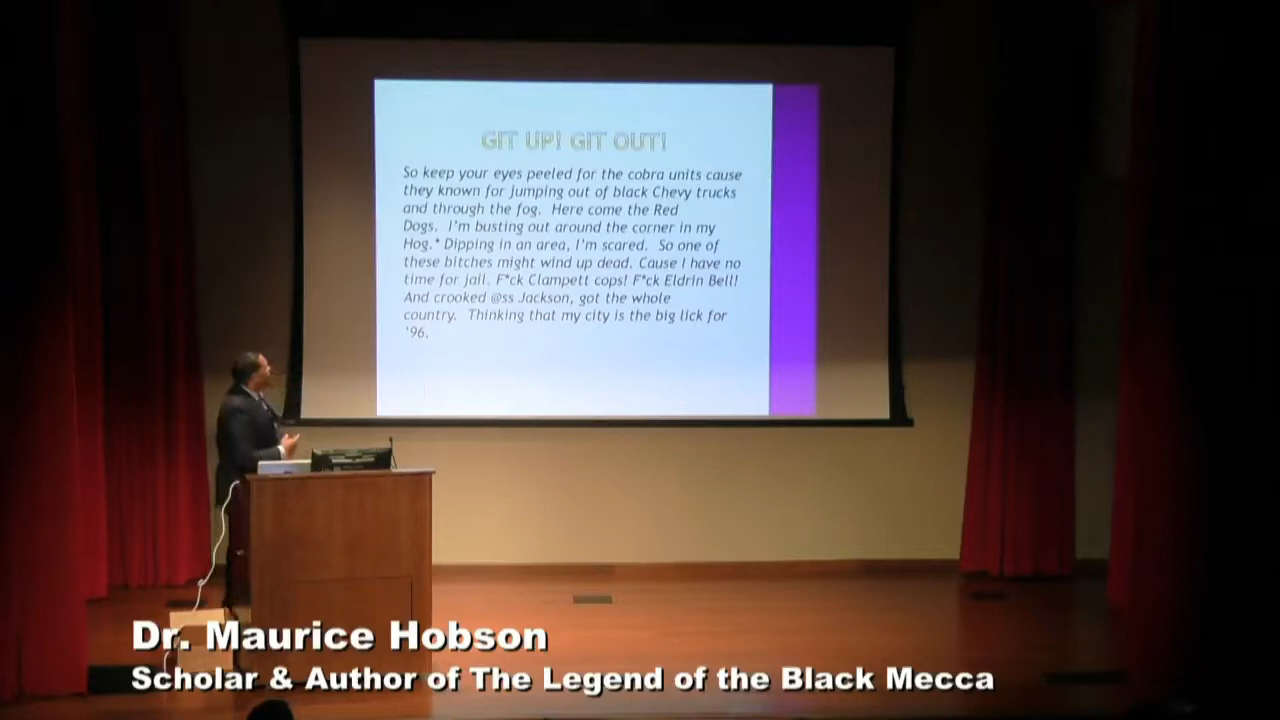 GIT UP! GIT OUT!
So keep your eyes peeled for the cobra units cause
they known for jumping out of black Chevy trucks
and through the fog.  Here come the Red
Dogs.  I'm busting out around the corner in my
Hog.* Dipping in an area, I'm scared.  So one of
these bitches might wind up dead. Cause I have no
time for jail. F*ck Clampett cops! F*ck Eldrin Bell!
And crooked @ss Jackson, got the whole
country.  Thinking that my city is the big lick for
'96.
Dr. Maurice Hobson
Scholar & Author of The Legend of the Black Mecca